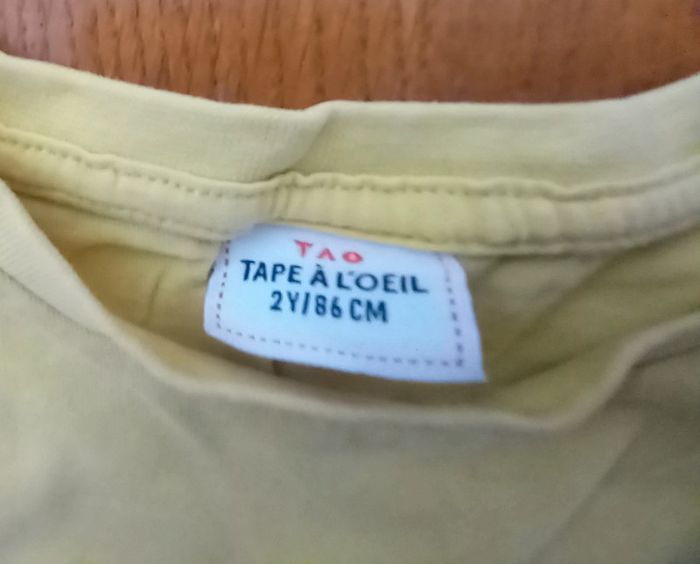 TAO
TAPE À L'OEIL
2Y/86 CM